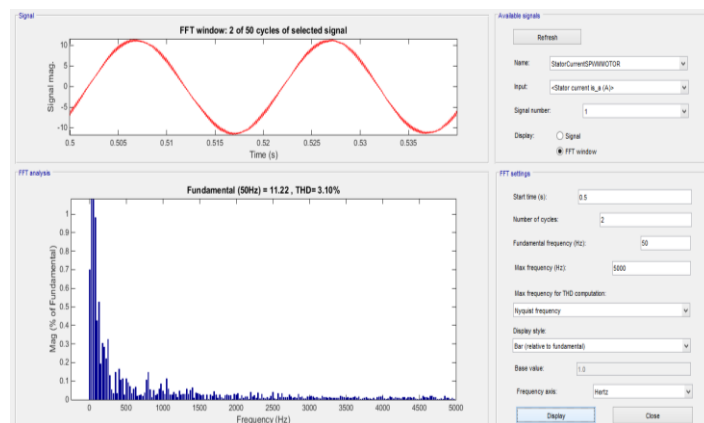 Signal
FFT window: 2 of 50 cycles of selected signal
10
5
0
-5
-10
Signal mag.
0.5 0.505 0.51 0.515 0.52 0.525 0.53 0.535
Time (s)
FFT analysis
Fundamental (50Hz) = 11.22 , THD= 3.10%
1
0.9
0.8
0.7
0.6
0.5
0.4
0.3
0.2
0.1
0
Mag (% of Fundamental)
0 500 1000 1500 2000 2500 3000 3500 4000 4500 5000
Frequency (Hz)
Available signals
Refresh
Name: StatorCurrentSPWMMOTOR
Input: <Stator current is_a (A)>
Signal number: 1
Display: Signal
FFT window
FFT settings
Start time (s): 0.5
Number of cycles: 2
Fundamental frequency (Hz): 50
Max frequency (Hz): 5000
Max frequency for THD computation:
Nyquist frequency
Display style:
Bar (relative to fundamental)
Base value: 1.0
Frequency axis: Hertz
Display Close